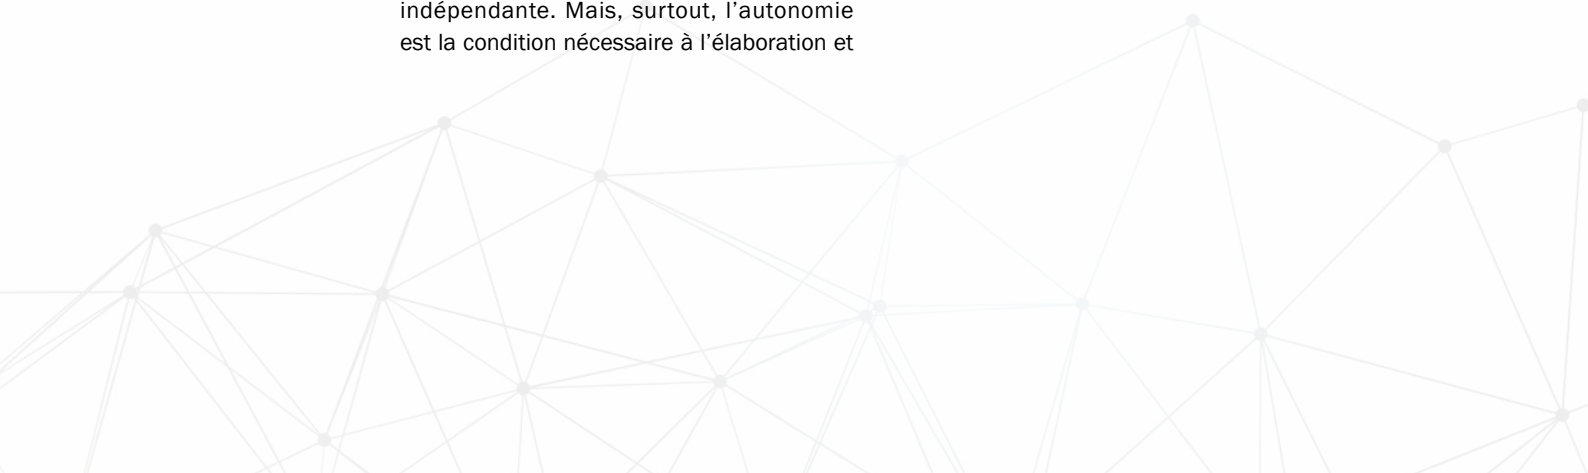 indépendante. Mais, surtout, l’autonomie
est la condition nécessaire à l’élaboration et